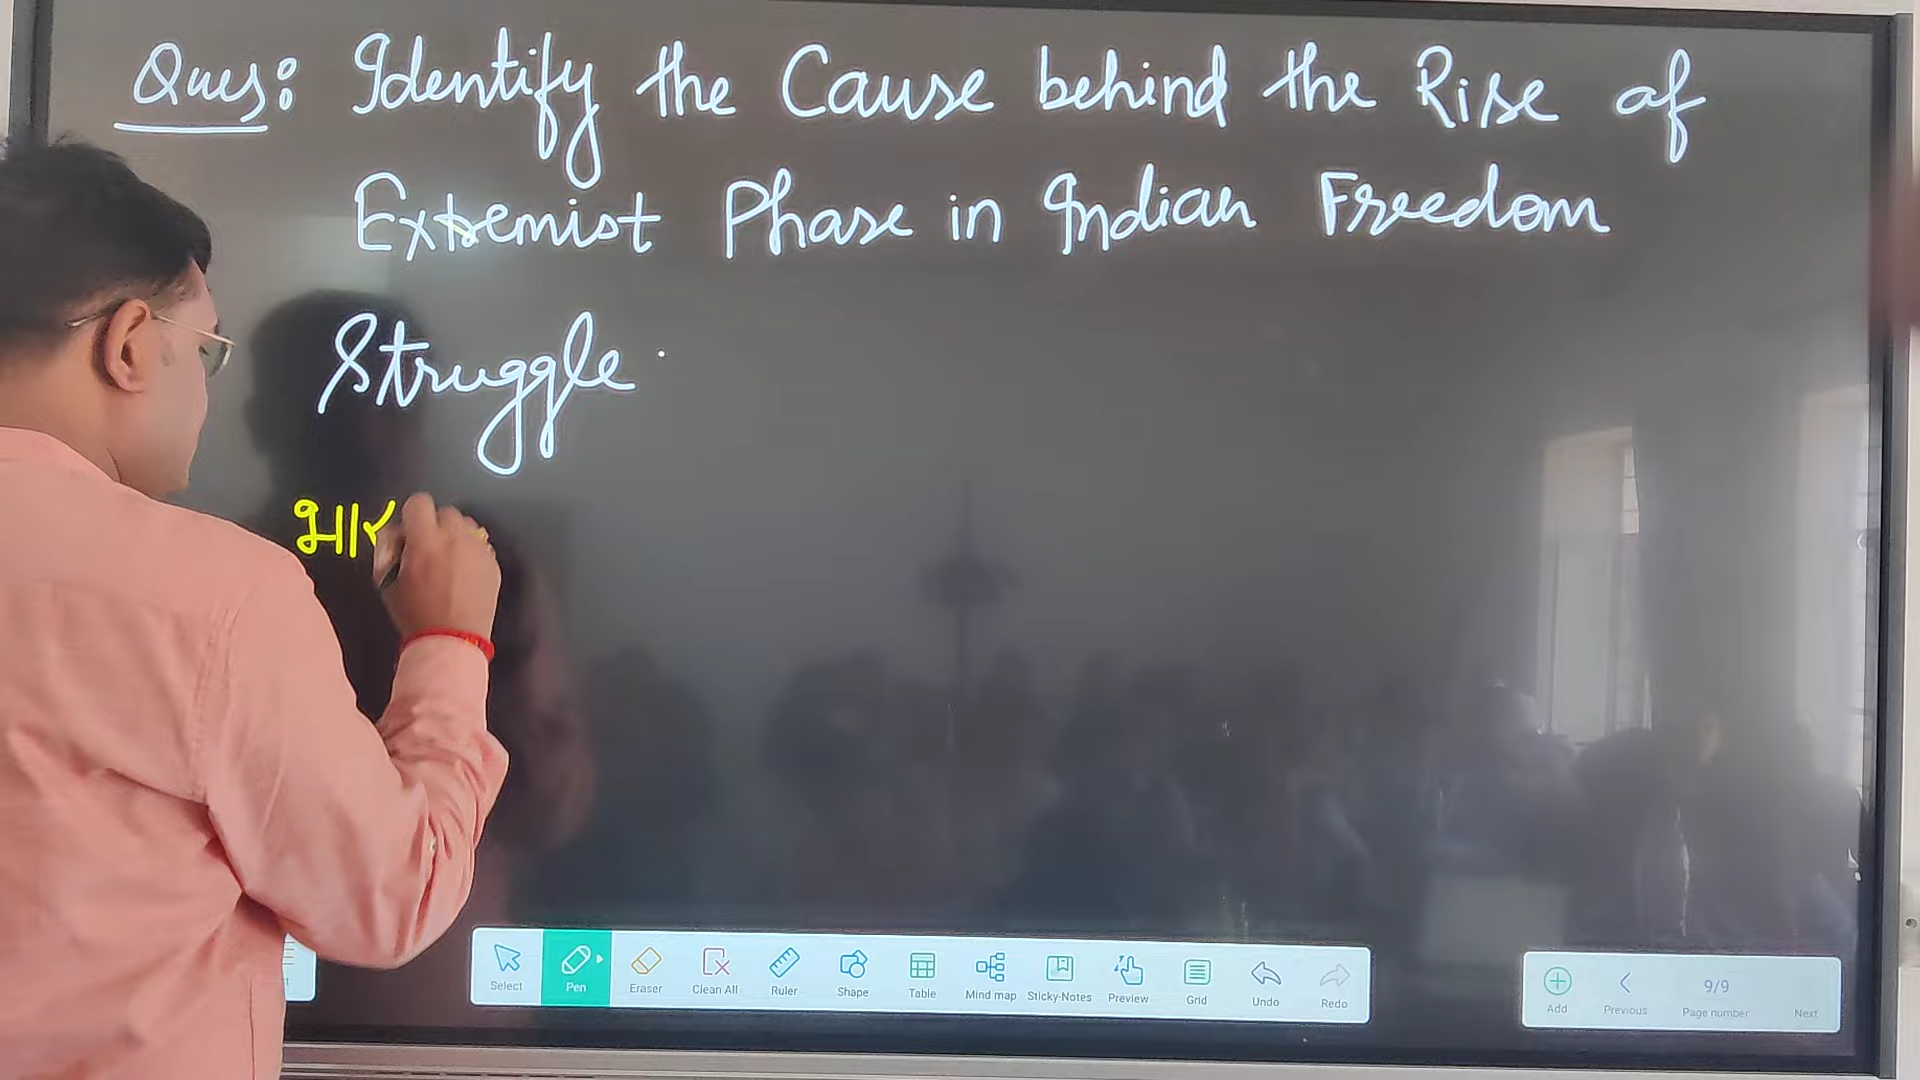 Ques: Identify the Cause behind the Rise of
Extremist Phase in Indian Freedom
Struggle.
भार
Select
Pen
Eraser
Clean All
Ruler
Shape
Table
Mind map
Sticky-Notes
Preview
Grid
Undo
Redo
Add
Previous
9/9
Page number
Next